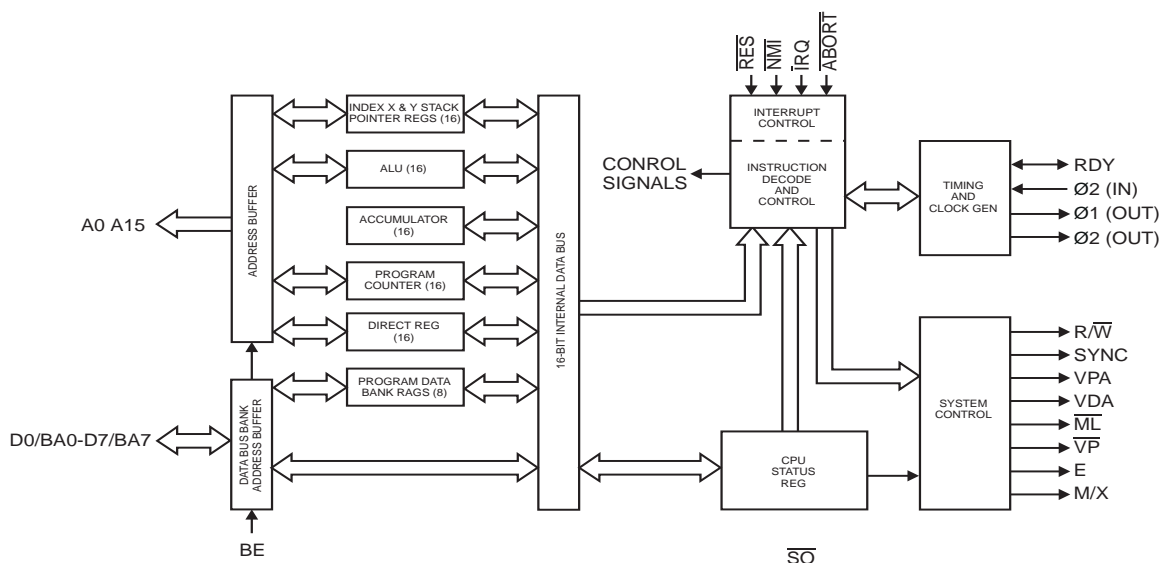 RES
NMI
IRQ
ABORT
INDEX X & Y STACK
POINTER REGS (16)
ALU (16)
ACCUMULATOR
(16)
PROGRAM
COUNTER (16)
DIRECT REG
(16)
PROGRAM DATA
BANK RAGS (8)
ADDRESS BUFFER
A0 A15
DATA BUS BANK
ADDRESS BUFFER
D0/BA0-D7/BA7
BE
16-BIT INTERNAL DATA BUS
INTERRUPT
CONTROL
INSTRUCTION
DECODE
AND
CONTROL
CONROL
SIGNALS
TIMING
AND
CLOCK GEN
RDY
Ø2 (IN)
Ø1 (OUT)
Ø2 (OUT)
SYSTEM
CONTROL
R/W
SYNC
VPA
VDA
ML
VP
E
M/X
CPU
STATUS
REG
SO